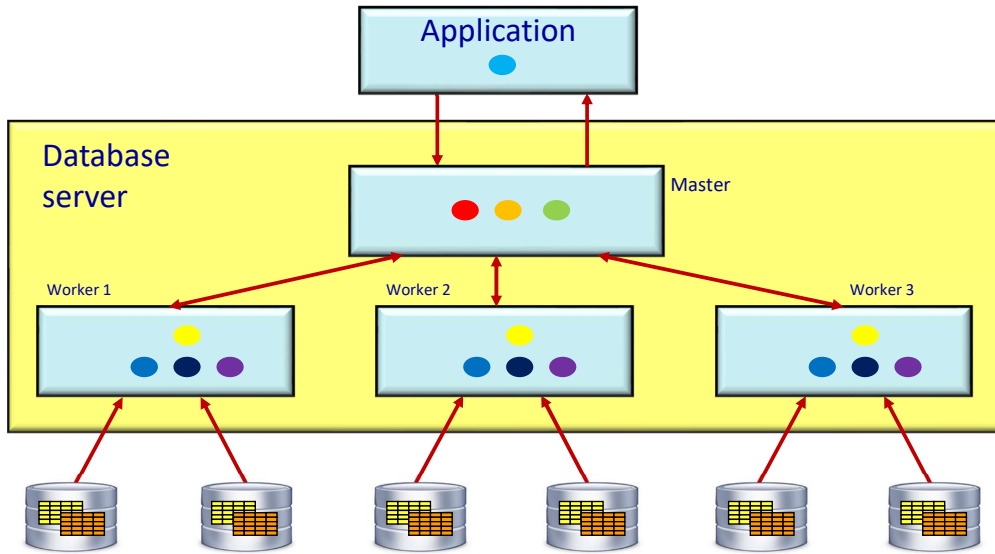 Application
Database
server
Master
Worker 1
Worker 2
Worker 3